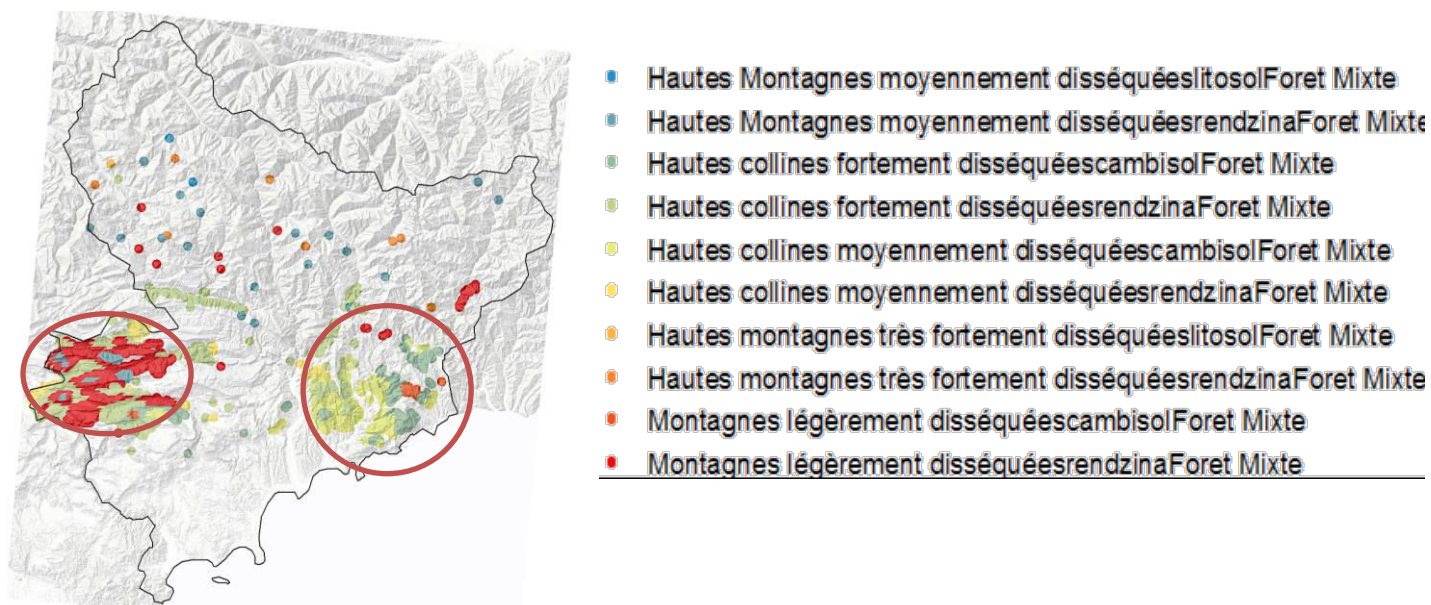 Hautes Montagnes moyennement disséquéeslitosolForet Mixte
Hautes Montagnes moyennement disséquéesrendzinaForet Mixte
Hautes collines fortement disséquéescambisolForet Mixte
Hautes collines fortement disséquéesrendzinaForet Mixte
Hautes collines moyennement disséquéescambisolForet Mixte
Hautes collines moyennement disséquéesrendzinaForet Mixte
Hautes montagnes très fortement disséquéeslitosolForet Mixte
Hautes montagnes très fortement disséquéesrendzinaForet Mixte
Montagnes légèrement disséquéescambisolForet Mixte
Montagnes légèrement disséquéesrendzinaForet Mixte